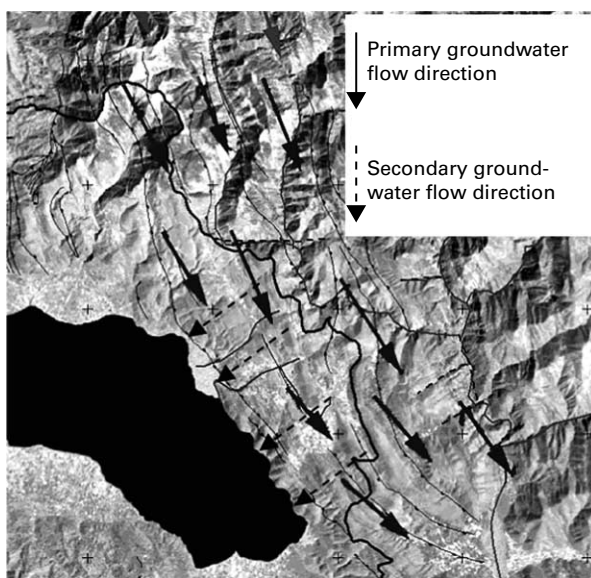 Primary groundwater
flow direction
Secondary ground-
water flow direction